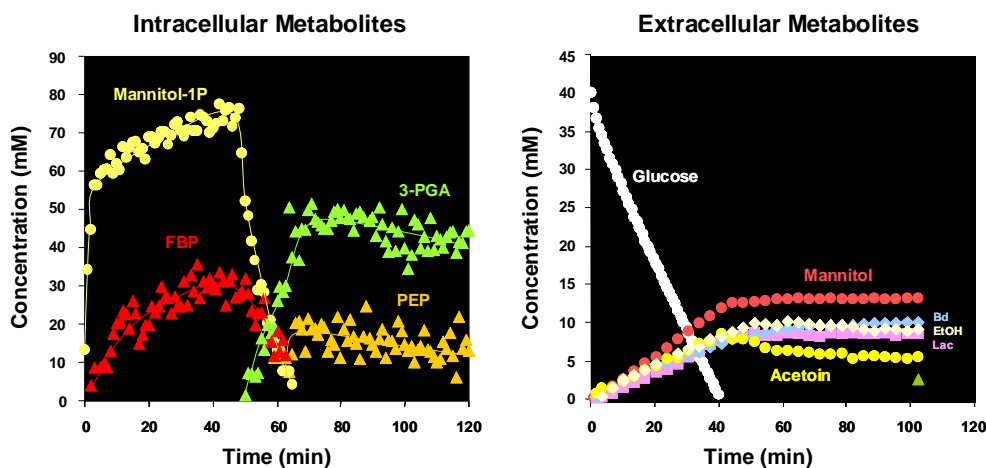 Intracellular Metabolites
Concentration (mM)
90
80
70
60
50
40
30
20
10
0
Mannitol-1P
3-PGA
FBP
PEP
0 20 40 60 80 100 120
Time (min)
Extracellular Metabolites
Concentration (mM)
45
40
35
30
25
20
15
10
5
0
Glucose
Mannitol
Bd
EtOH
Lac
Acetoin
0 20 40 60 80 100 120
Time (min)